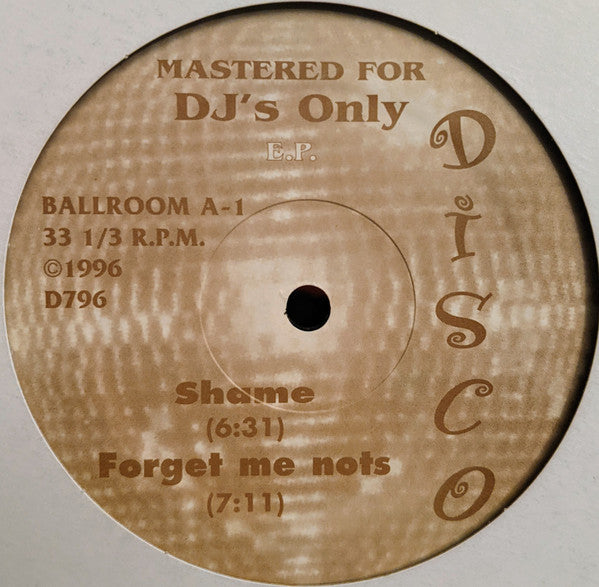 MASTERED FOR
DJ's Only
E.P.
DiSCO
BALLROOM A-1
33 1/3 R.P.M.
©1996
D796
Shame
(6:31)
Forget me nots
(7:11)